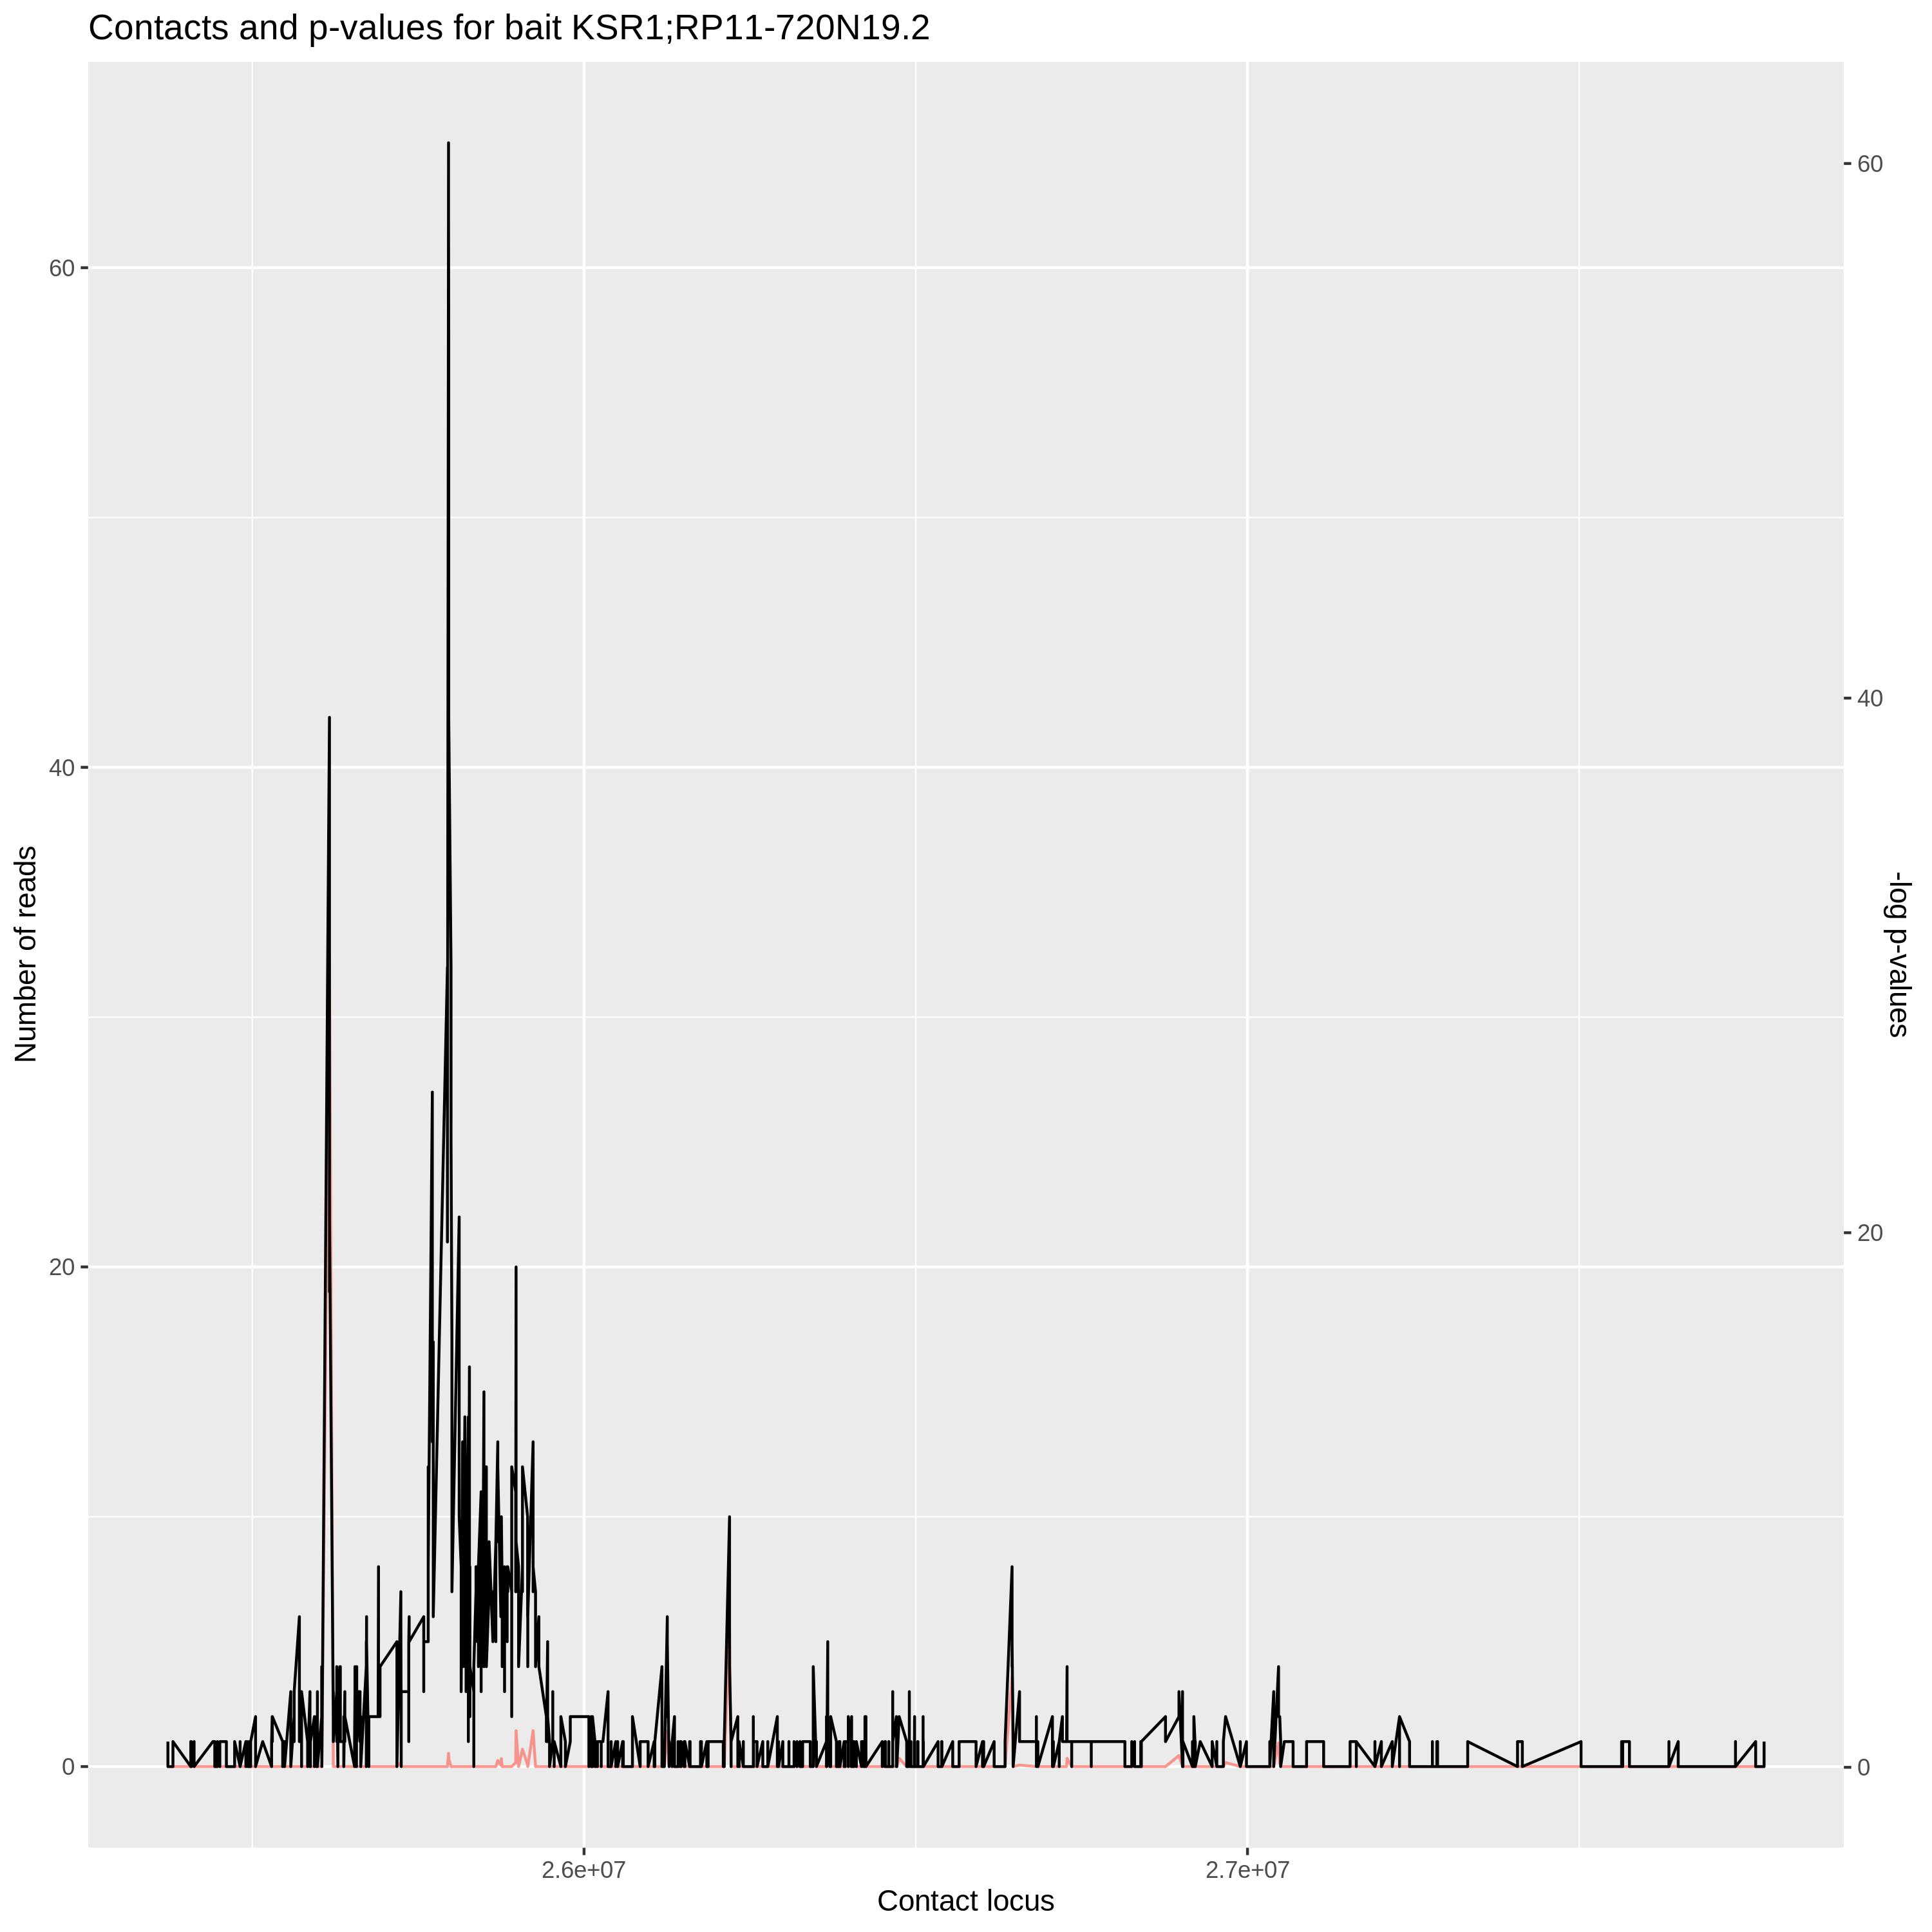 Contacts and p-values for bait KSR1;RP11-720N19.2
60
40
20
0
Number of reads
60
40
20
0
-log p-values
2.6e+07
2.7e+07
Contact locus